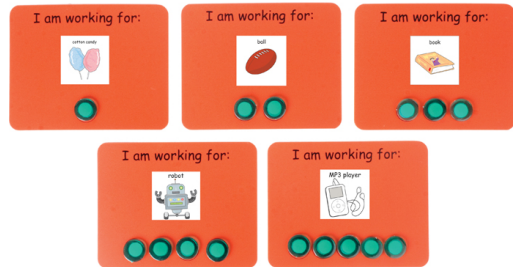 I am working for:
cotton candy
I am working for:
ball
I am working for:
book
I am working for:
robot
I am working for:
MP3 player